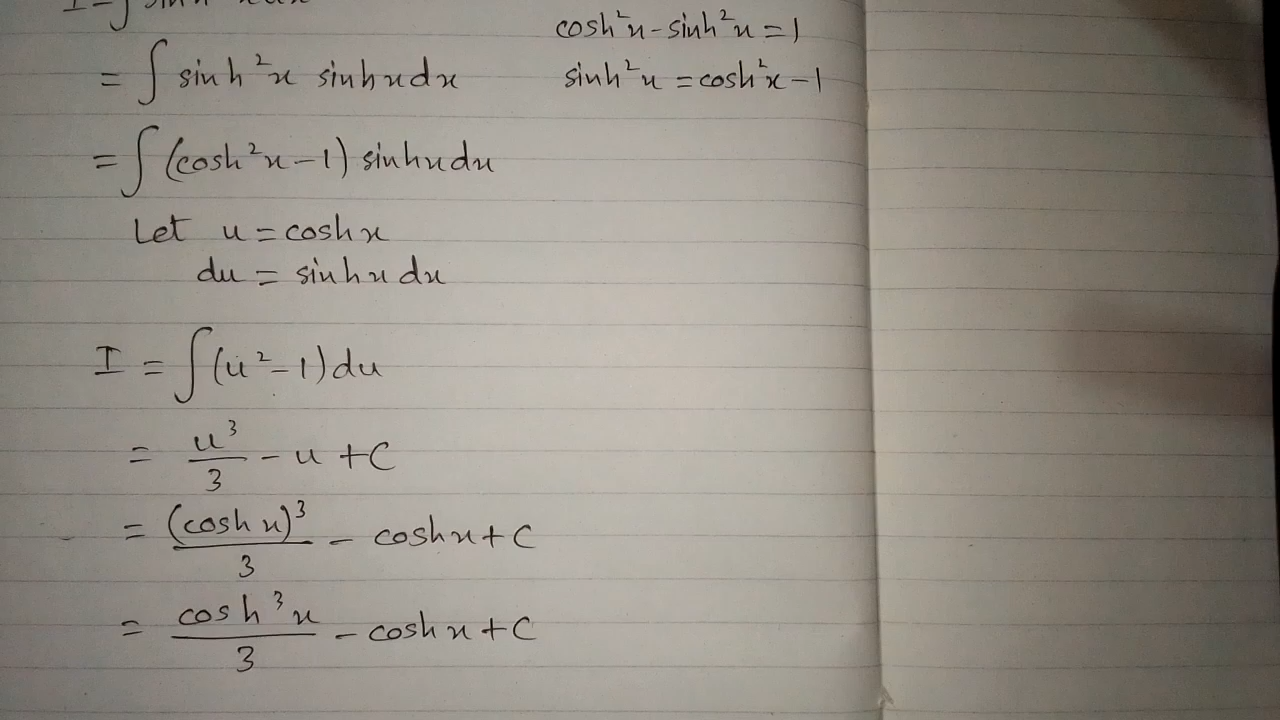 = ∫ sinh²x sinhx dx
cosh²x - sinh²x = 1
sinh²x = cosh²x - 1
= ∫ (cosh²x - 1) sinhx dx
Let u = coshx
du = sinhx dx
I = ∫ (u² - 1) du
= u³/3 - u + C
= (coshx)³/3 - coshx + C
= cosh³x/3 - coshx + C